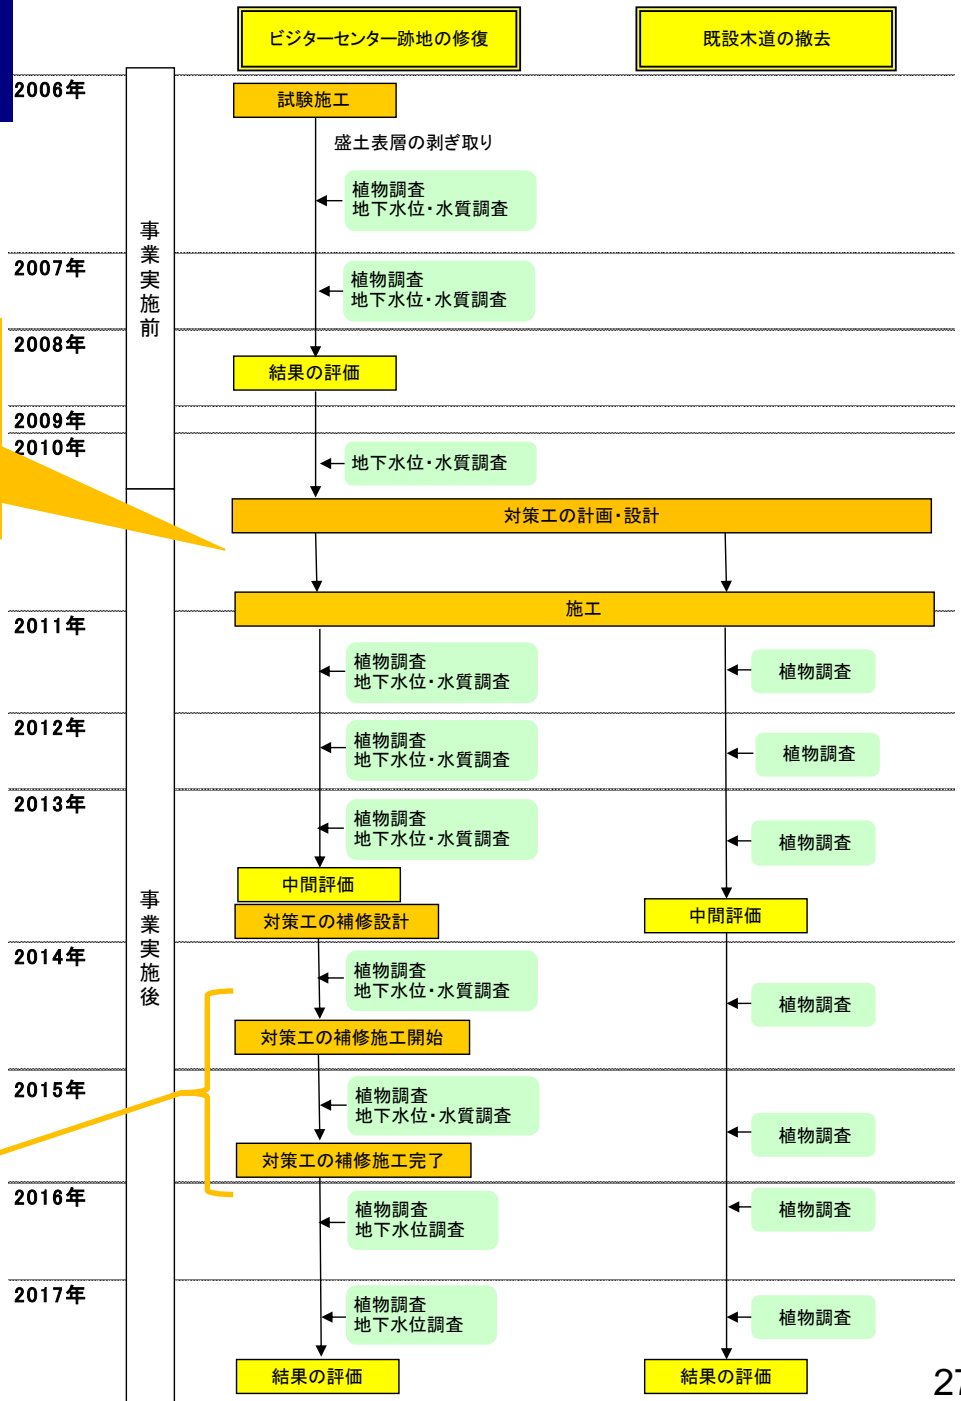 ビジターセンター跡地の修復
既設木道の撤去
2006年
試験施工
盛土表層の剥ぎ取り
植物調査
地下水位・水質調査
事業実施前
2007年
植物調査
地下水位・水質調査
2008年
結果の評価
2009年
2010年
地下水位・水質調査
対策工の計画・設計
施工
2011年
植物調査
地下水位・水質調査
植物調査
2012年
植物調査
地下水位・水質調査
植物調査
2013年
植物調査
地下水位・水質調査
植物調査
中間評価
対策工の補修設計
中間評価
事業実施後
2014年
植物調査
地下水位・水質調査
植物調査
対策工の補修施工開始
2015年
植物調査
地下水位・水質調査
植物調査
対策工の補修施工完了
2016年
植物調査
地下水位調査
植物調査
2017年
植物調査
地下水位調査
植物調査
結果の評価
結果の評価
27